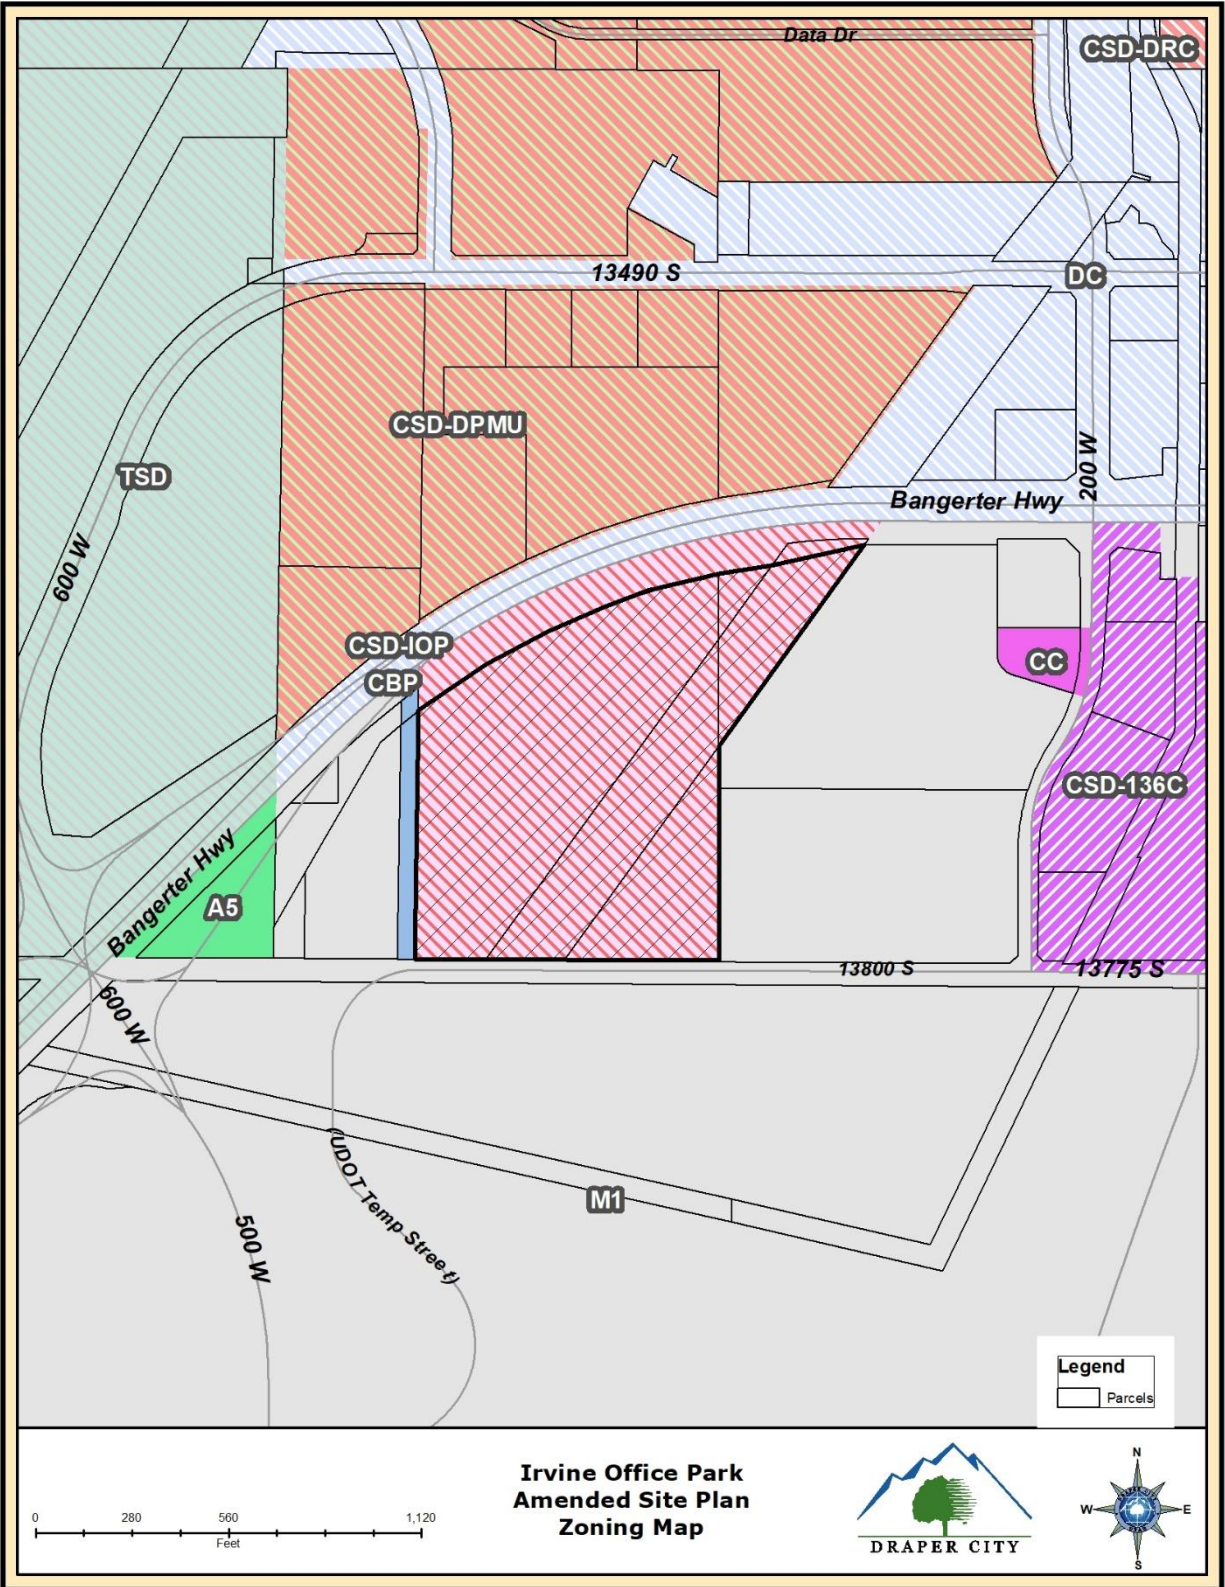 Data Dr
CSD-DRC
13490 S
DC
CSD-DPMU
TSD
200 W
Bangerter Hwy
600 W
CSD-IOP
CC
CBP
CSD-136C
Bangerter Hwy
A5
13800 S
13775 S
600 W
(UDOT Temp Street)
M1
500 W
Legend
Parcels
Irvine Office Park
Amended Site Plan
Zoning Map
0 280 560 1,120
Feet
DRAPER CITY
N
W E
S